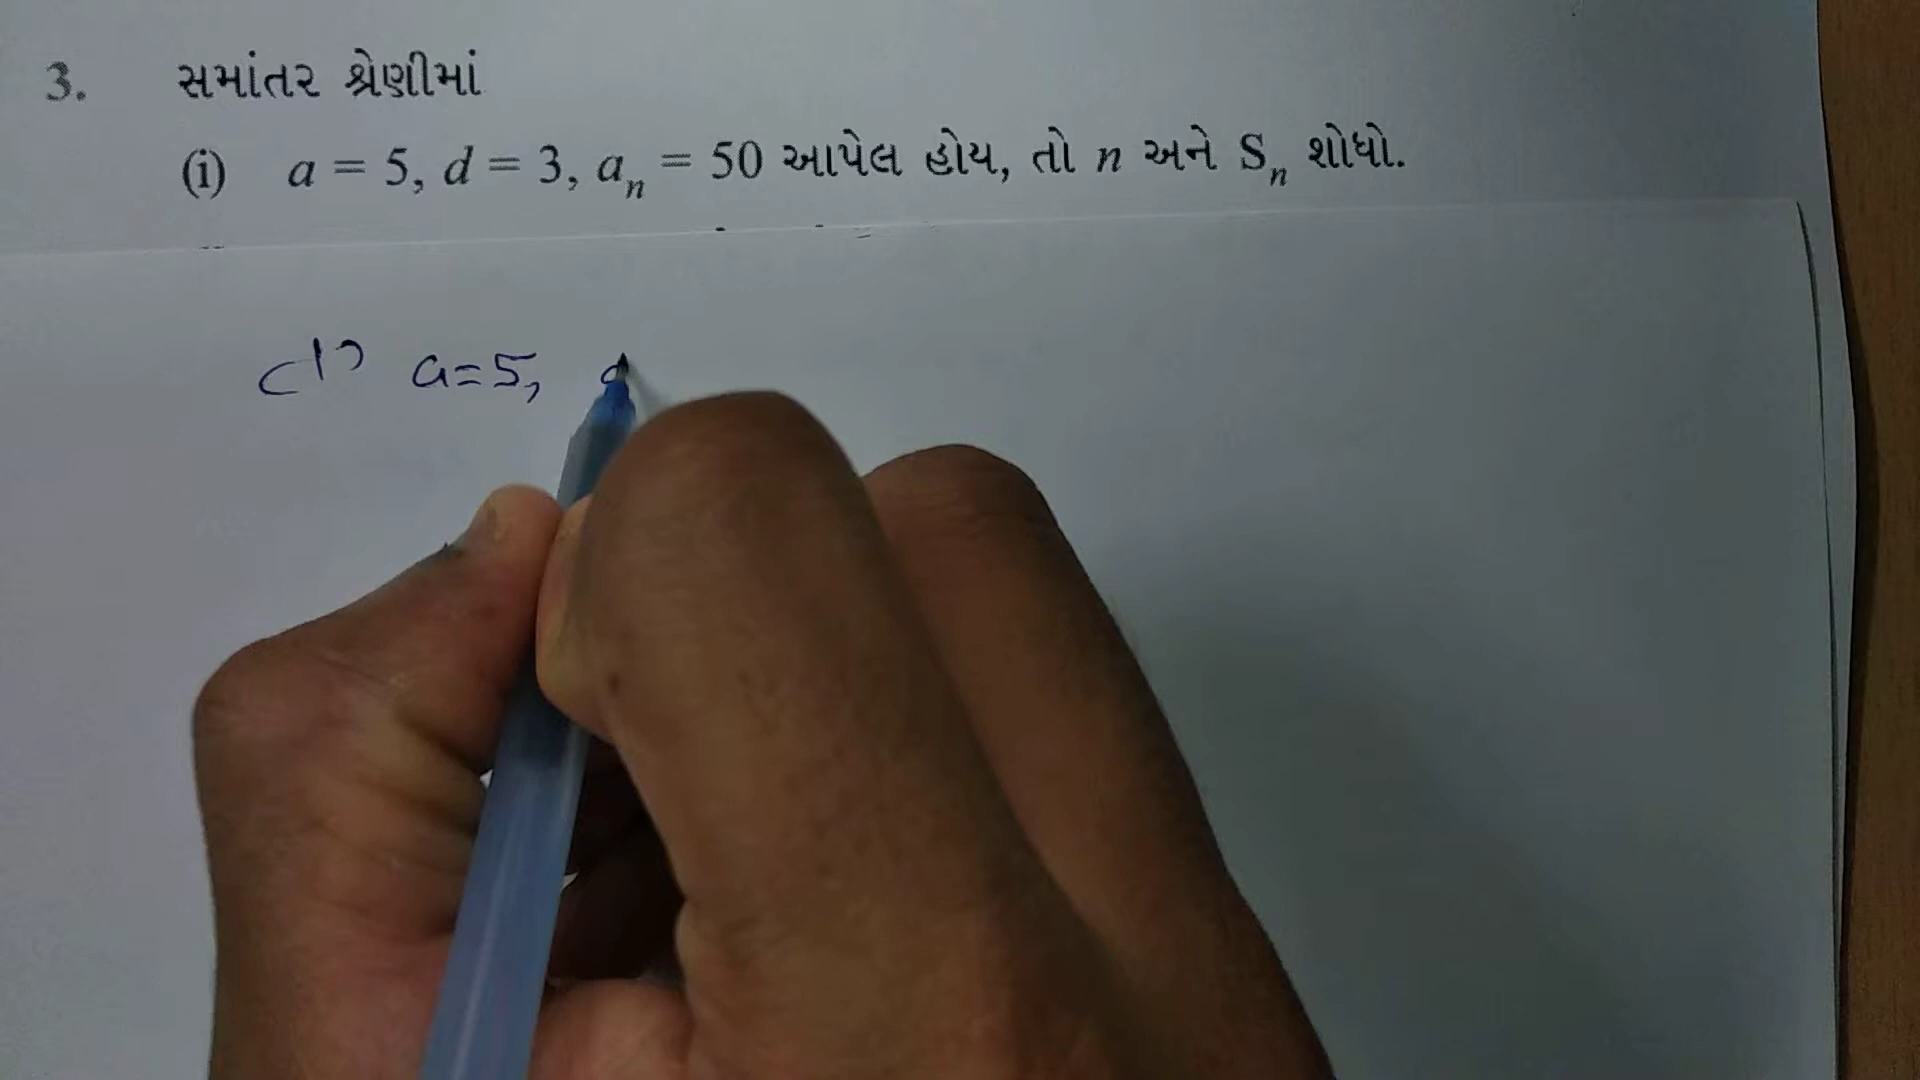 3. સમાંતર શ્રેણીમાં
(i) a = 5, d = 3, aₙ = 50 આપેલ હોય, તો n અને Sₙ શોધો.
a=5,